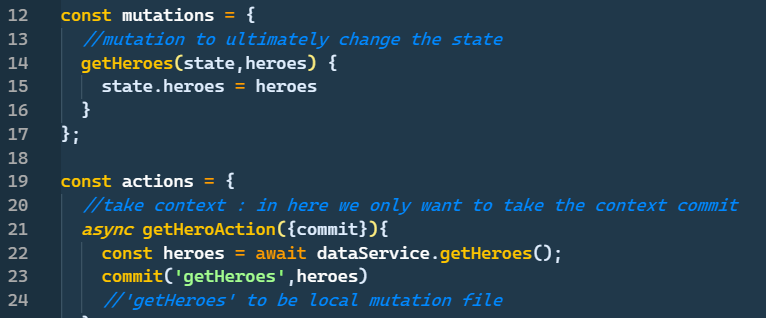 12 const mutations = {
13 //mutation to ultimately change the state
14 getHeroes(state,heroes) {
15 state.heroes = heroes
16 }
17 };
18
19 const actions = {
20 //take context : in here we only want to take the context commit
21 async getHeroAction({commit}){
22 const heroes = await dataService.getHeroes();
23 commit('getHeroes',heroes)
24 //'getHeroes' to be local mutation file